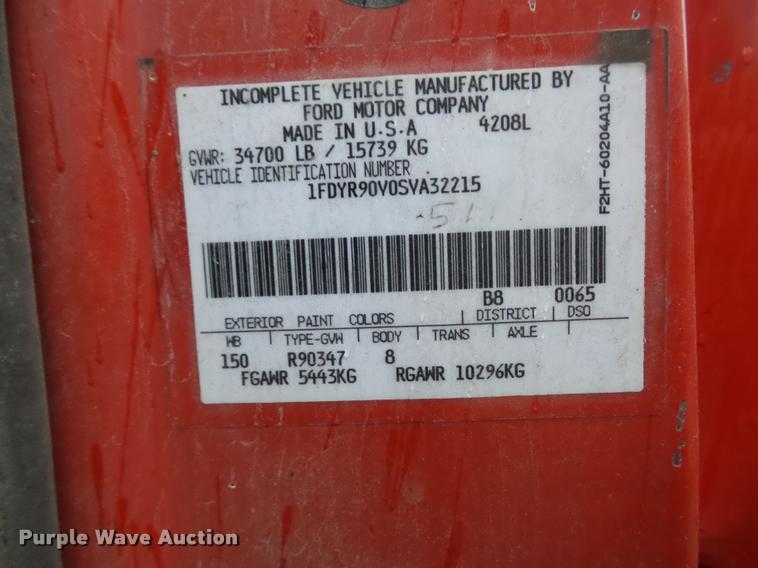 INCOMPLETE VEHICLE MANUFACTURED BY
FORD MOTOR COMPANY
MADE IN U.S.A 4208L
GVWR: 34700 LB / 15739 KG
VEHICLE IDENTIFICATION NUMBER
1FDYR90V0SVA32215
F2HT-60204A10-AA
B8 0065
EXTERIOR PAINT COLORS DISTRICT DSO
WB TYPE-GVW BODY TRANS AXLE
150 R90347 8
FGAWR 5443KG RGAWR 10296KG
Purple Wave Auction